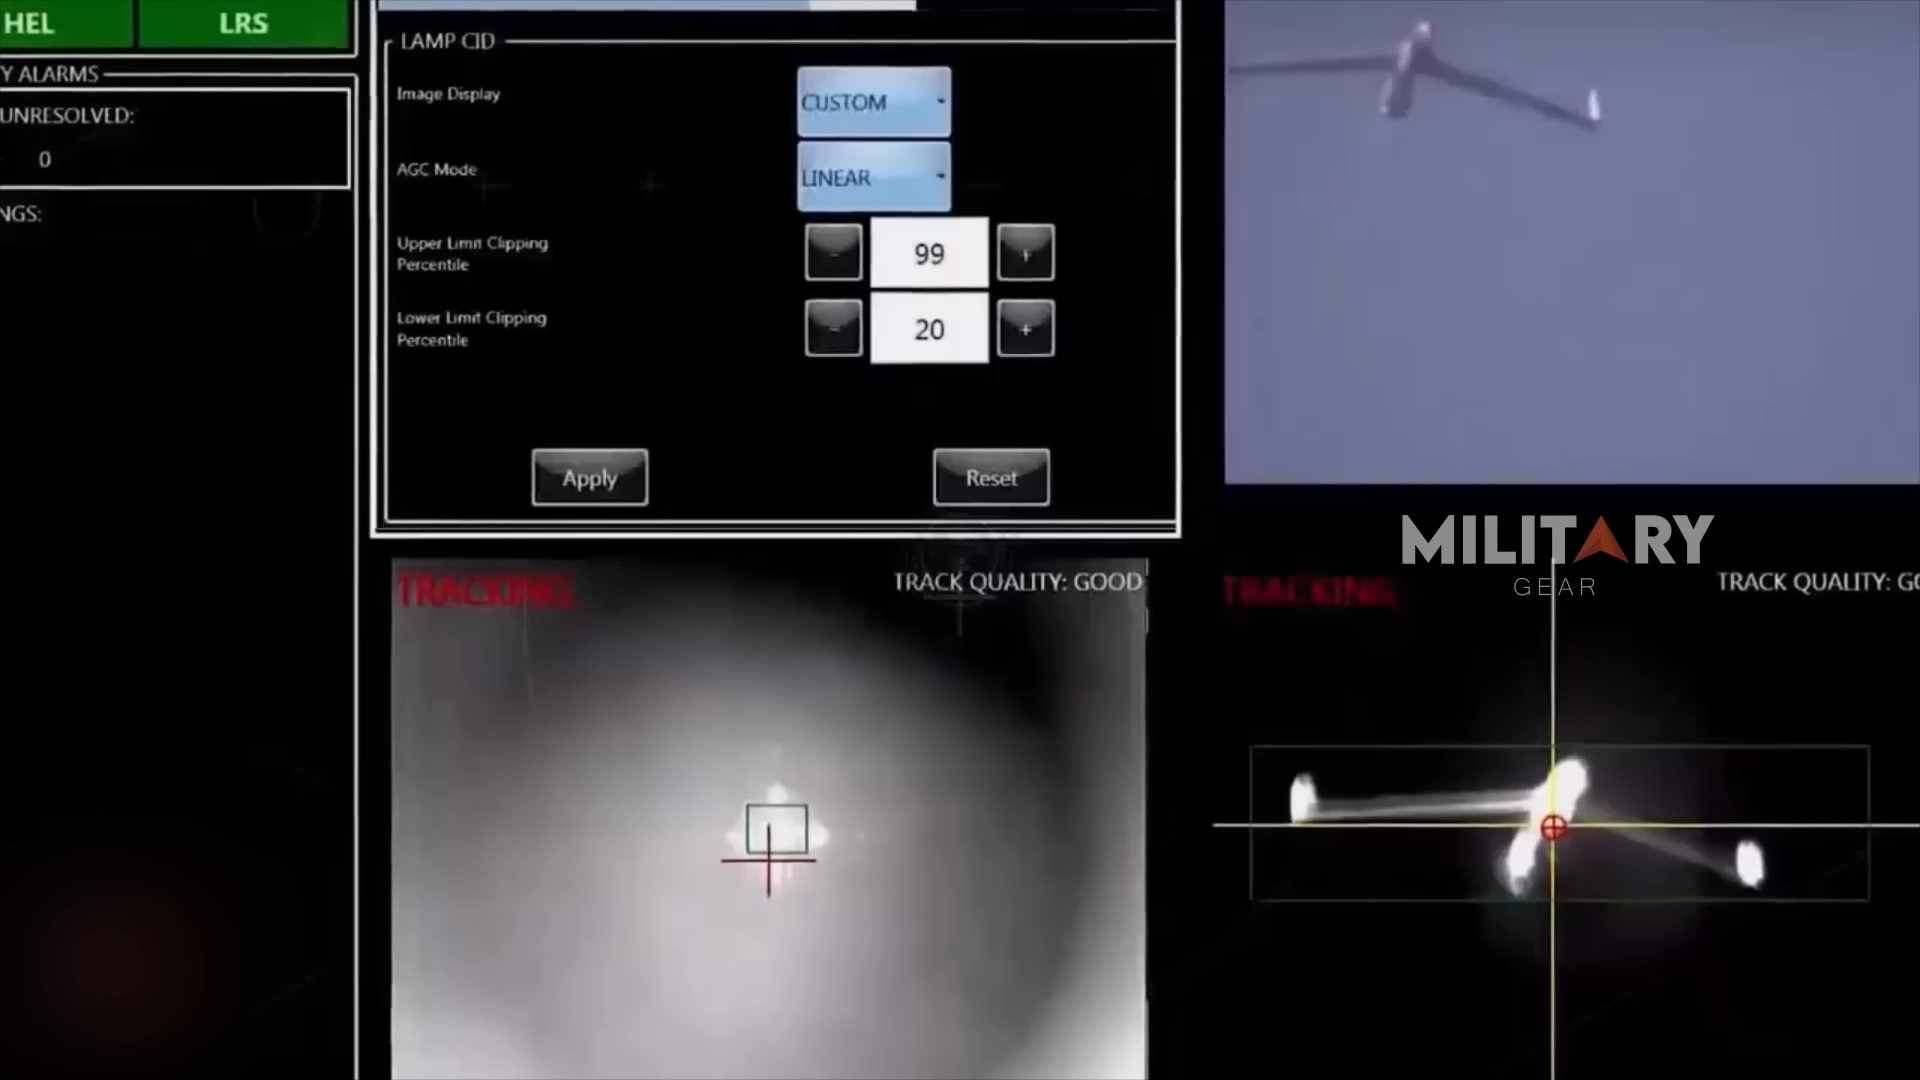 HEL
LRS
Y ALARMS
UNRESOLVED:
0
NGS:
LAMP CID
Image Display
CUSTOM
AGC Mode
LINEAR
Upper Limit Clipping
Percentile
- 99 +
Lower Limit Clipping
Percentile
- 20 +
Apply
Reset
TRACKING
TRACK QUALITY: GOOD
MILITARY
GEAR
TRACKING
TRACK QUALITY: GO